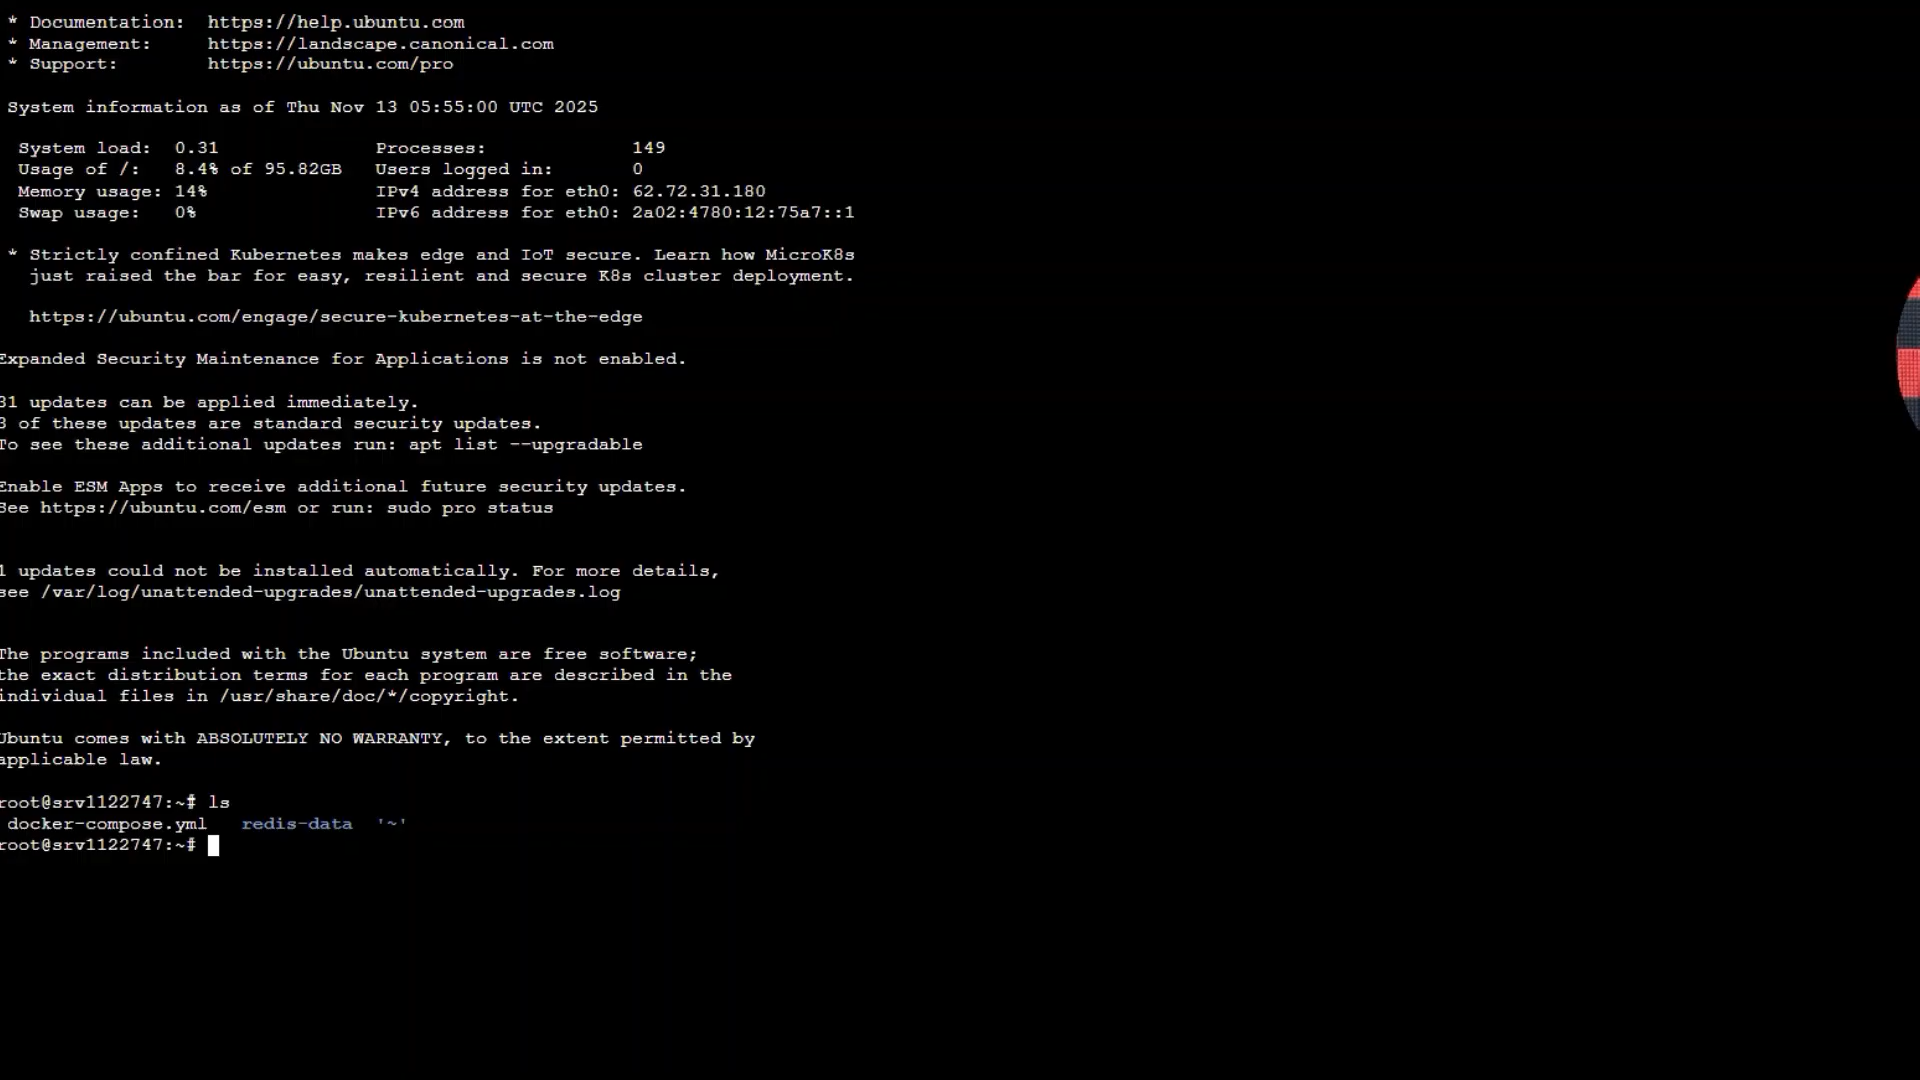 * Documentation:  https://help.ubuntu.com
* Management:     https://landscape.canonical.com
* Support:        https://ubuntu.com/pro
System information as of Thu Nov 13 05:55:00 UTC 2025
System load:  0.31              Processes:             149
Usage of /:   8.4% of 95.82GB   Users logged in:       0
Memory usage: 14%               IPv4 address for eth0: 62.72.31.180
Swap usage:   0%                IPv6 address for eth0: 2a02:4780:12:75a7::1
* Strictly confined Kubernetes makes edge and IoT secure. Learn how MicroK8s
just raised the bar for easy, resilient and secure K8s cluster deployment.
https://ubuntu.com/engage/secure-kubernetes-at-the-edge
Expanded Security Maintenance for Applications is not enabled.
31 updates can be applied immediately.
3 of these updates are standard security updates.
To see these additional updates run: apt list --upgradable
Enable ESM Apps to receive additional future security updates.
See https://ubuntu.com/esm or run: sudo pro status
1 updates could not be installed automatically. For more details,
see /var/log/unattended-upgrades/unattended-upgrades.log
The programs included with the Ubuntu system are free software;
the exact distribution terms for each program are described in the
individual files in /usr/share/doc/*/copyright.
Ubuntu comes with ABSOLUTELY NO WARRANTY, to the extent permitted by
applicable law.
root@srv1122747:~# ls
docker-compose.yml   redis-data  '~'
root@srv1122747:~#